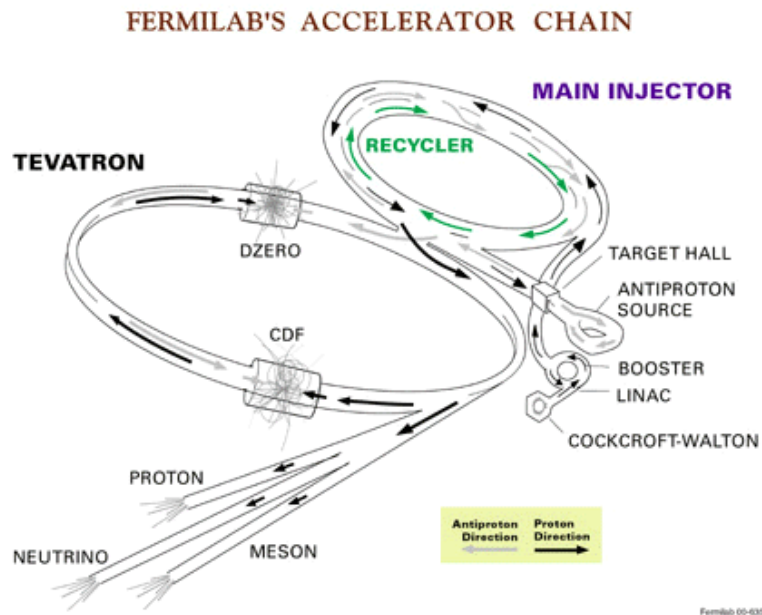 FERMILAB'S ACCELERATOR CHAIN
MAIN INJECTOR
RECYCLER
TEVATRON
DZERO
TARGET HALL
ANTIPROTON
SOURCE
CDF
BOOSTER
LINAC
COCKCROFT-WALTON
PROTON
NEUTRINO
MESON
Antiproton
Direction
Proton
Direction